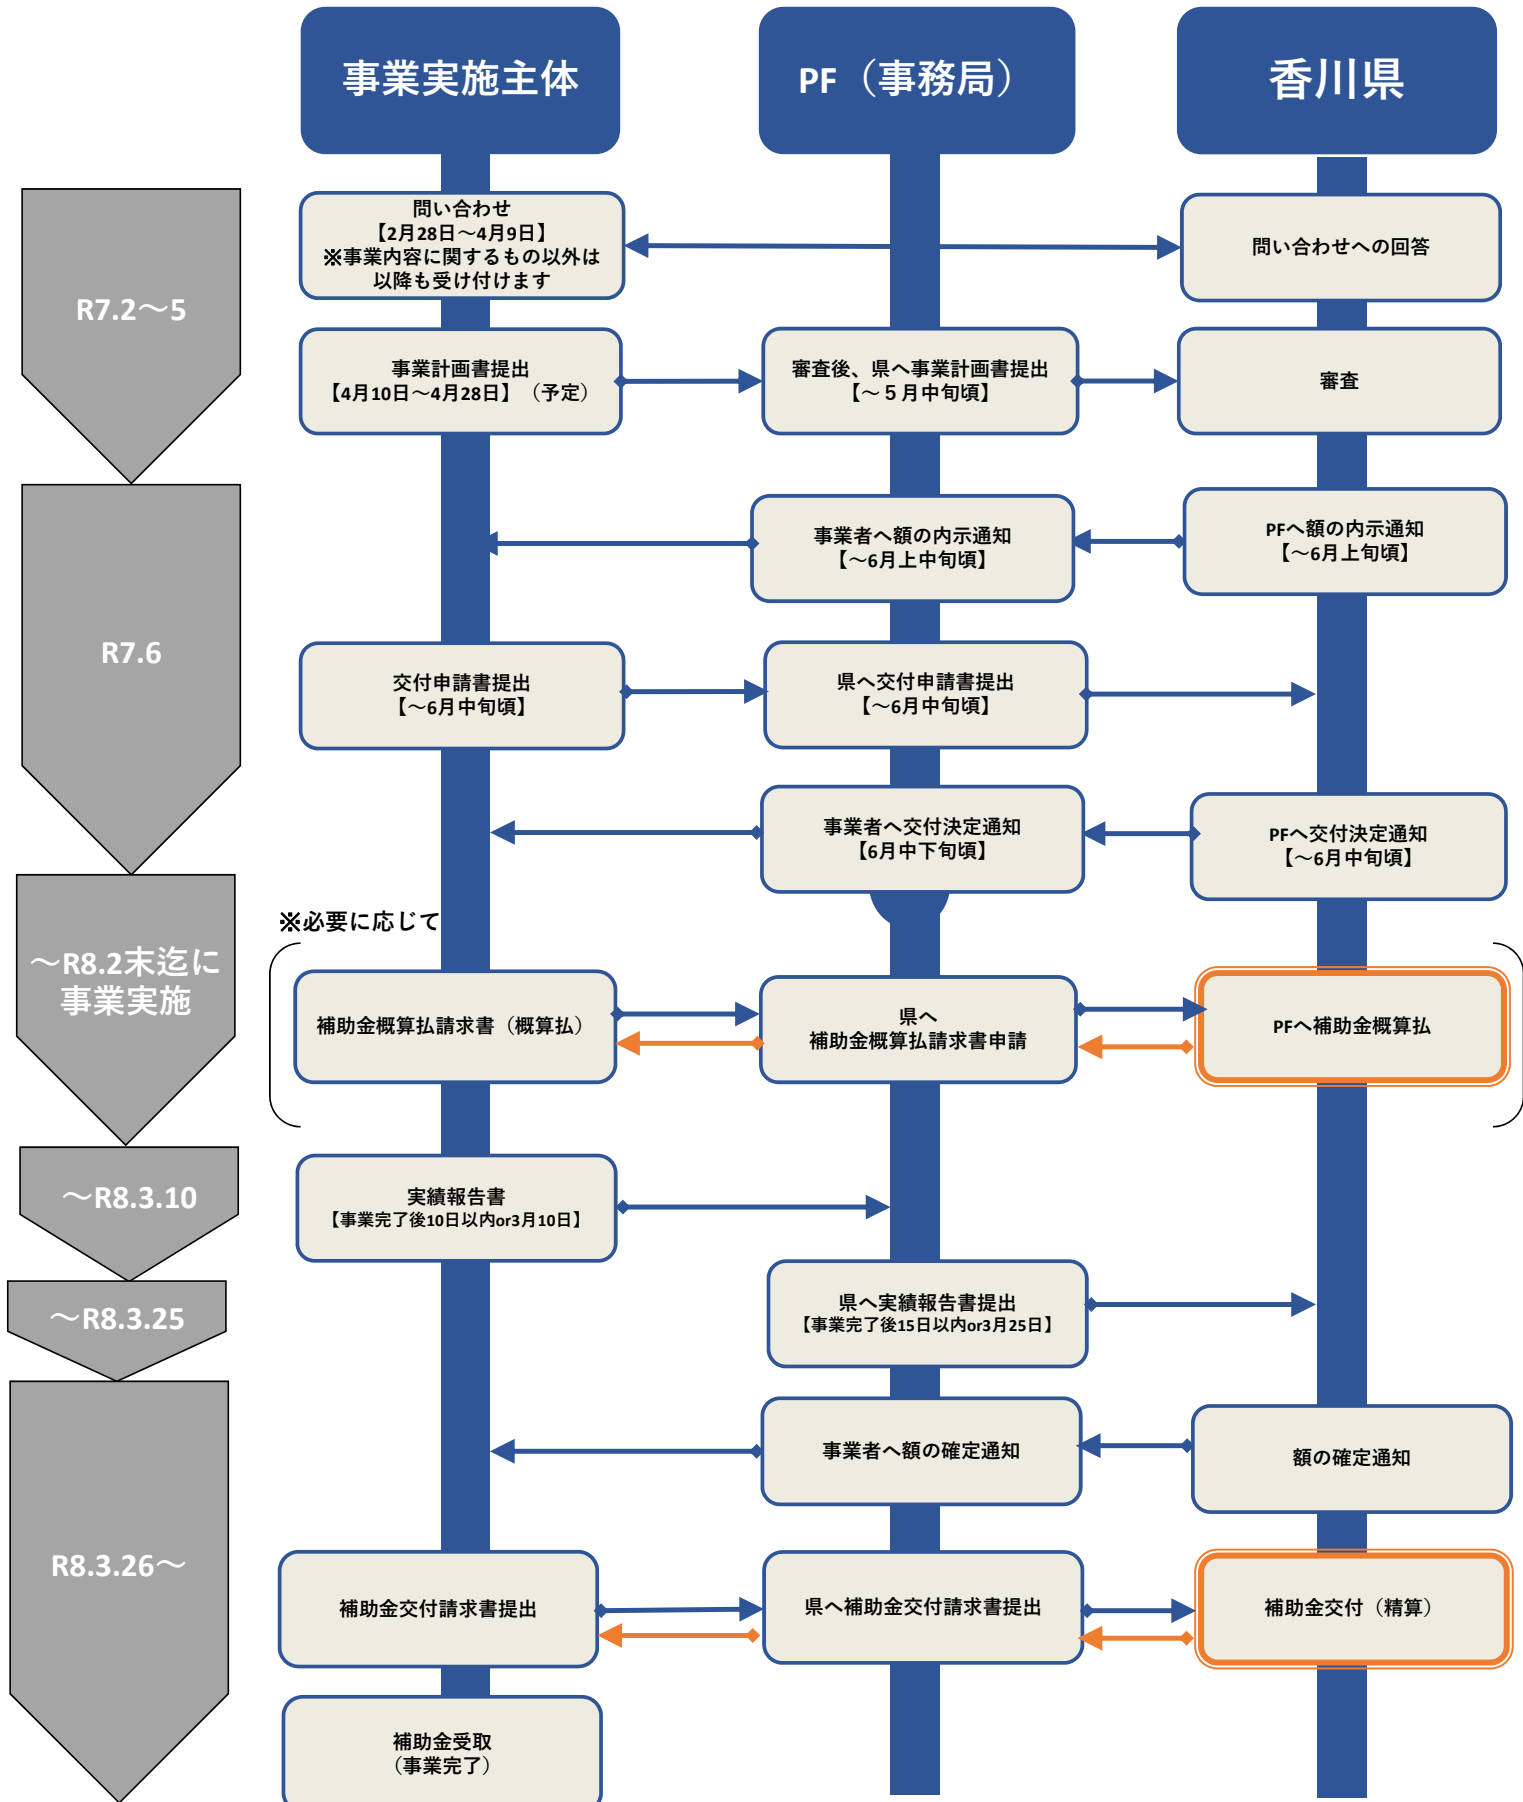 事業実施主体
PF（事務局）
香川県
R7.2～5
問い合わせ
【2月28日～4月9日】
※事業内容に関するもの以外は
以降も受け付けます
問い合わせへの回答
事業計画書提出
【4月10日～4月28日】（予定）
審査後、県へ事業計画書提出
【～５月中旬頃】
審査
R7.6
事業者へ額の内示通知
【～6月上中旬頃】
PFへ額の内示通知
【～6月上旬頃】
交付申請書提出
【～6月中旬頃】
県へ交付申請書提出
【～6月中旬頃】
事業者へ交付決定通知
【6月中下旬頃】
PFへ交付決定通知
【～6月中旬頃】
～R8.2末迄に
事業実施
※必要に応じて
補助金概算払請求書（概算払）
県へ
補助金概算払請求書申請
PFへ補助金概算払
～R8.3.10
実績報告書
【事業完了後10日以内or3月10日】
～R8.3.25
県へ実績報告書提出
【事業完了後15日以内or3月25日】
R8.3.26～
事業者へ額の確定通知
額の確定通知
補助金交付請求書提出
県へ補助金交付請求書提出
補助金交付（精算）
補助金受取
（事業完了）